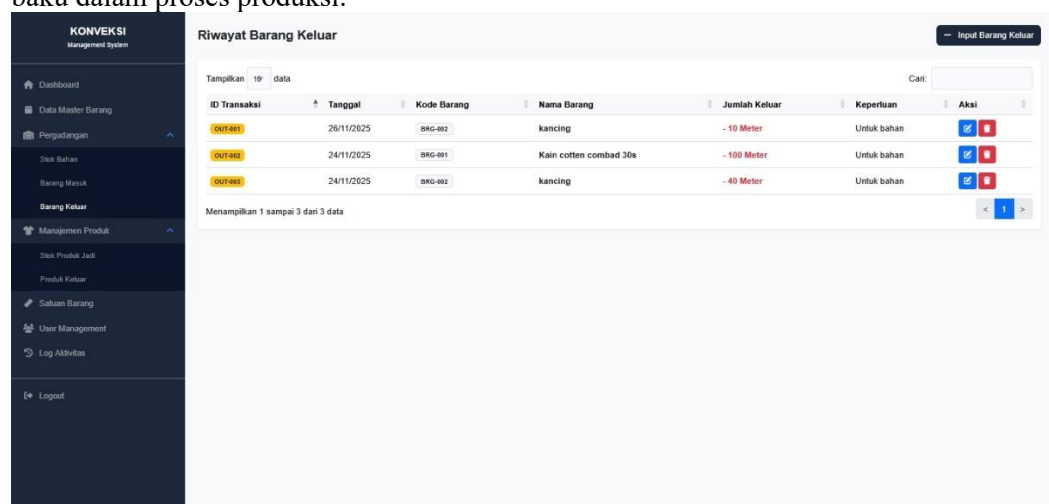 baku dalam proses produksi.
KONVEKSI
Management System
Riwayat Barang Keluar
Input Barang Keluar
Dashboard
Data Master Barang
Pergudangan
Stok Bahan
Barang Masuk
Barang Keluar
Manajemen Produk
Stok Produk Jadi
Produk Keluar
Satuan Barang
User Management
Log Aktivitas
Logout
Tampilkan data
Cari:
ID Transaksi Tanggal Kode Barang Nama Barang Jumlah Keluar Keperluan Aksi
OUT-001 26/11/2025 BRG-002 kancing - 10 Meter Untuk bahan
OUT-002 24/11/2025 BRG-001 Kain cotten combad 30s - 100 Meter Untuk bahan
OUT-003 24/11/2025 BRG-002 kancing - 40 Meter Untuk bahan
Menampilkan 1 sampai 3 dari 3 data
< 1 >